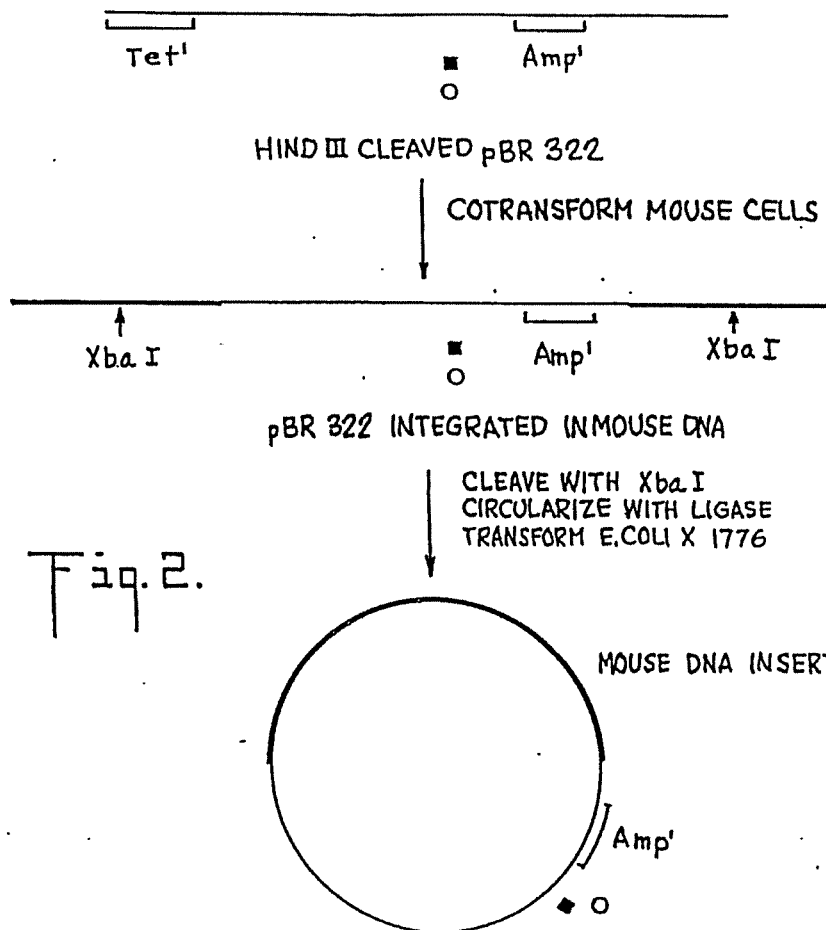 Tet'
Amp'
HIND III CLEAVED pBR 322
COTRANSFORM MOUSE CELLS
Xba I
Amp'
Xba I
pBR 322 INTEGRATED IN MOUSE DNA
CLEAVE WITH Xba I
CIRCULARIZE WITH LIGASE
TRANSFORM E.COLI X 1776
Fig. 2.
MOUSE DNA INSERT
Amp'